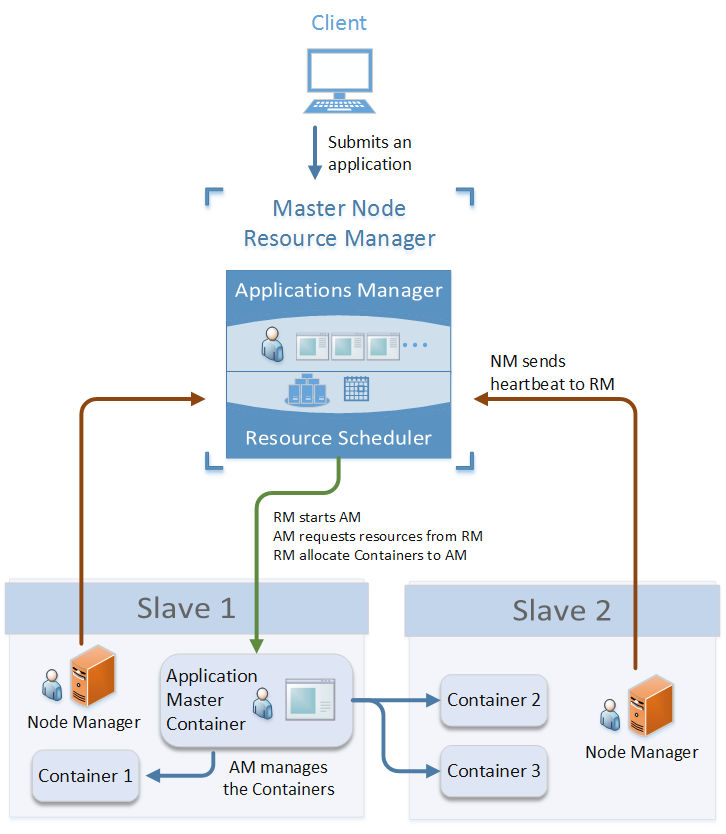 Client
Submits an
application
Master Node
Resource Manager
Applications Manager
Resource Scheduler
NM sends
heartbeat to RM
RM starts AM
AM requests resources from RM
RM allocate Containers to AM
Slave 1
Node Manager
Application
Master
Container
Container 1
AM manages
the Containers
Slave 2
Container 2
Container 3
Node Manager